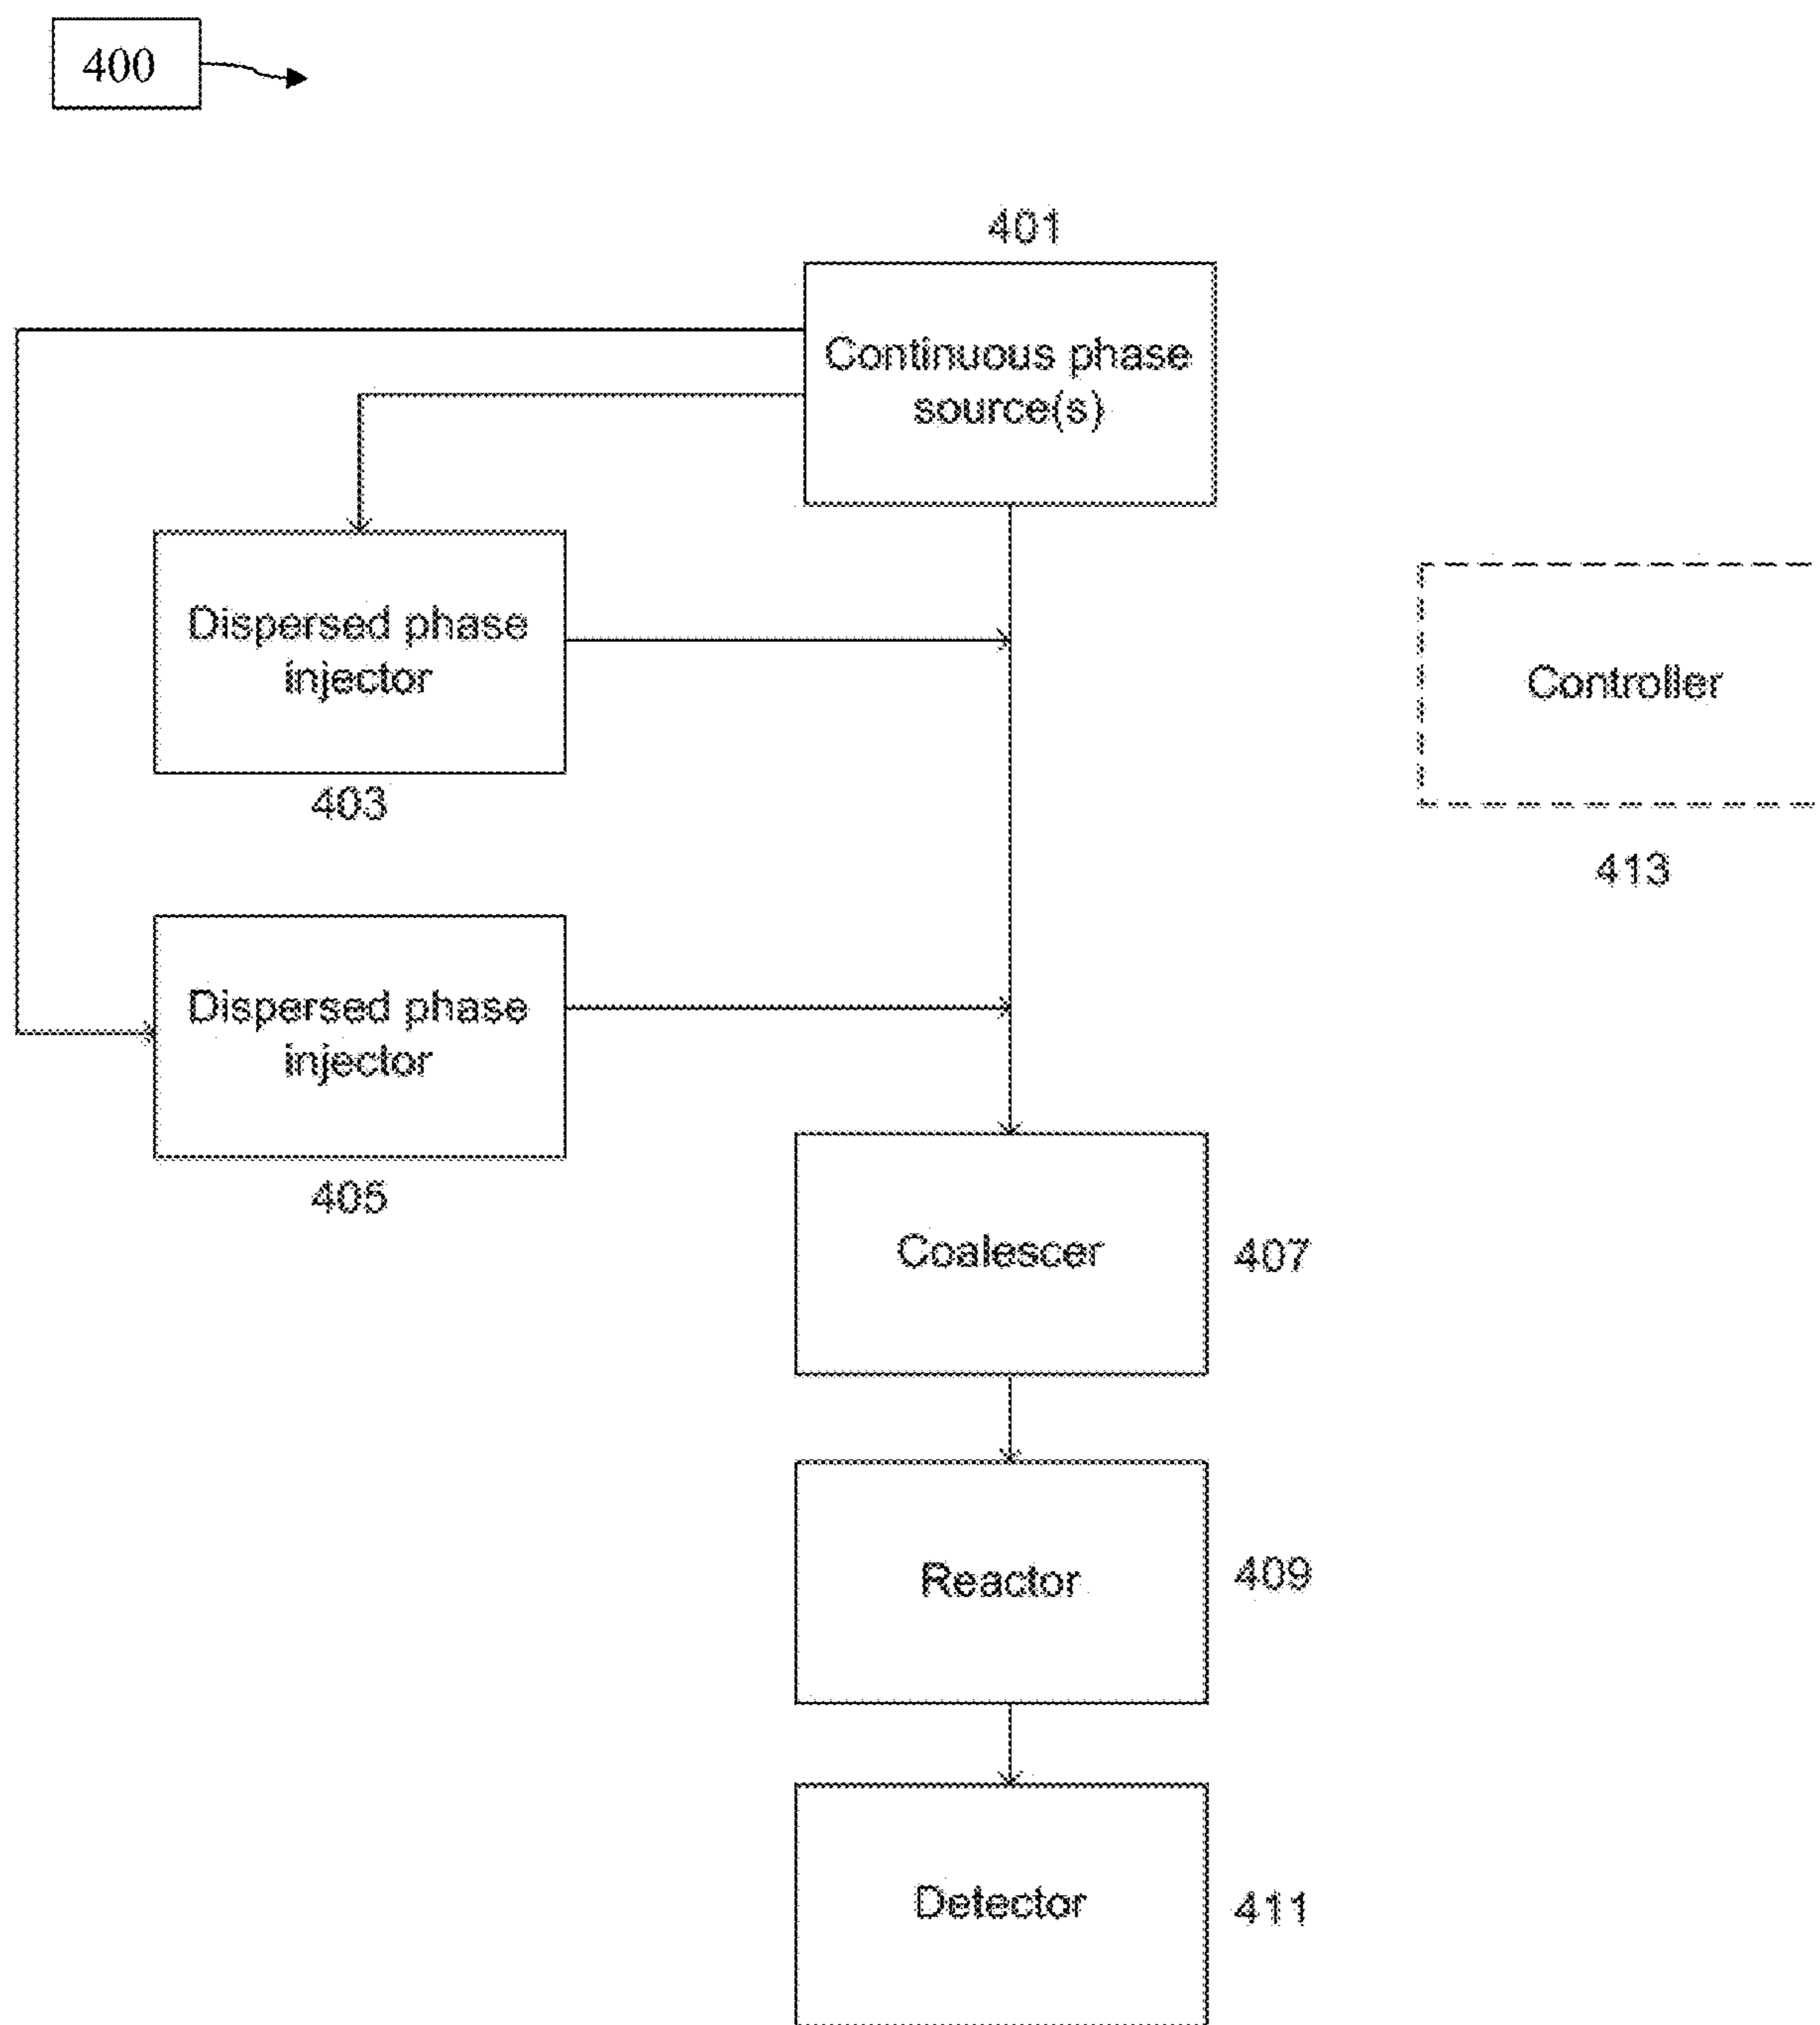 400
401
Continuous phase
source(s)
Dispersed phase
injector
403
Controller
413
Dispersed phase
injector
405
Coalescer
407
Reactor
409
Detector
411